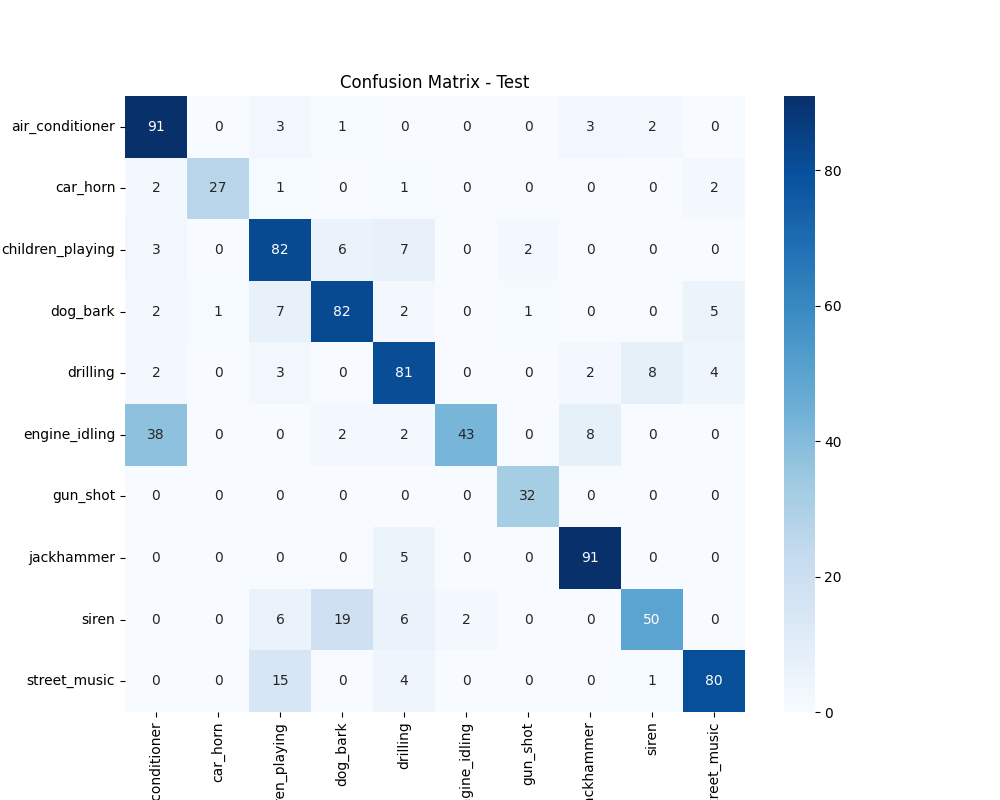 Confusion Matrix - Test
air_conditioner 91 0 3 1 0 0 0 3 2 0
car_horn 2 27 1 0 1 0 0 0 0 2
children_playing 3 0 82 6 7 0 2 0 0 0
dog_bark 2 1 7 82 2 0 1 0 0 5
drilling 2 0 3 0 81 0 0 2 8 4
engine_idling 38 0 0 2 2 43 0 8 0 0
gun_shot 0 0 0 0 0 0 32 0 0 0
jackhammer 0 0 0 0 5 0 0 91 0 0
siren 0 0 6 19 6 2 0 0 50 0
street_music 0 0 15 0 4 0 0 0 1 80
conditioner
car_horn
en_playing
dog_bark
drilling
gine_idling
gun_shot
ackhammer
siren
reet_music
80
60
40
20
0